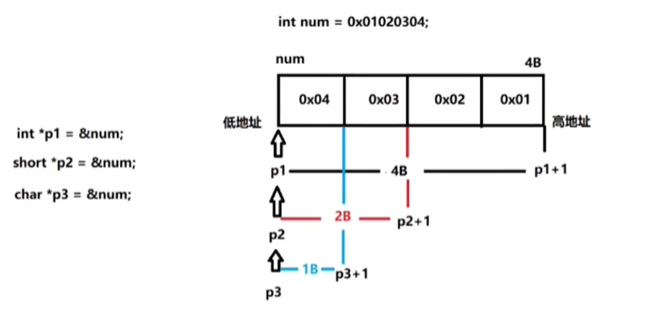 int num = 0x01020304;
num
4B
0x04 0x03 0x02 0x01
低地址
高地址
int *p1 = &num;
short *p2 = &num;
char *p3 = &num;
p1
4B
p1+1
2B
p2+1
p2
1B
p3+1
p3